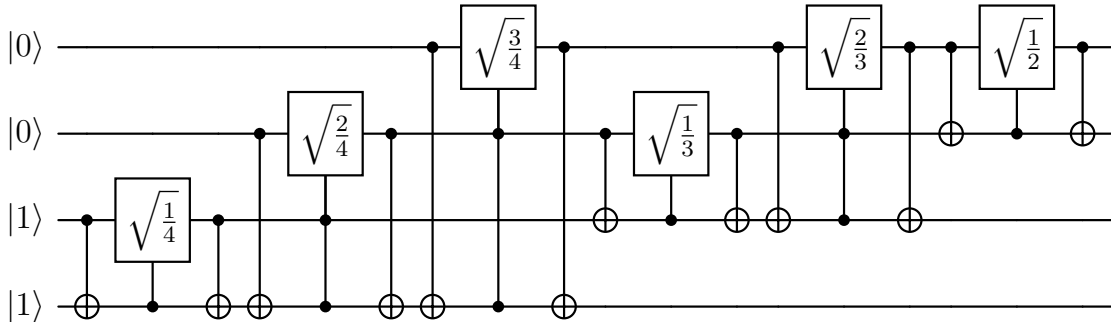 |0⟩ √(3/4) √(2/3) √(1/2)
|0⟩ √(2/4) √(1/3)
|1⟩ √(1/4)
|1⟩